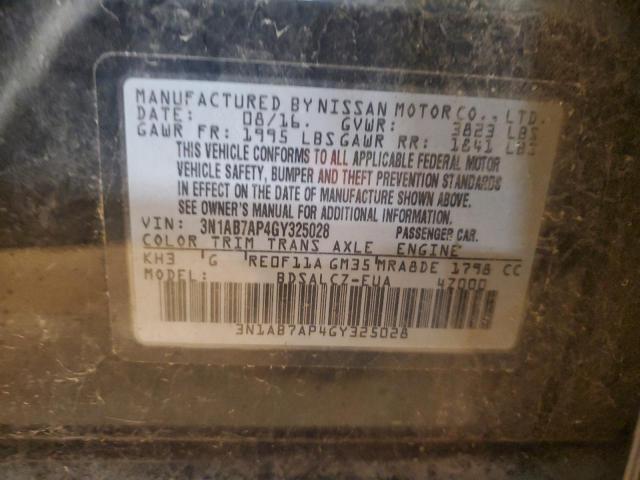 MANUFACTURED BY NISSAN MOTOR CO., LTD.
DATE: 08/16 GVWR: 3823 LBS
GAWR FR: 1995 LBS GAWR RR: 1841 LBS
THIS VEHICLE CONFORMS TO ALL APPLICABLE FEDERAL MOTOR
VEHICLE SAFETY, BUMPER AND THEFT PREVENTION STANDARDS
IN EFFECT ON THE DATE OF MANUFACTURE SHOWN ABOVE.
SEE OWNER'S MANUAL FOR ADDITIONAL INFORMATION.
VIN: 3N1AB7AP4GY325028 PASSENGER CAR.
COLOR TRIM TRANS AXLE ENGINE
KH3 G RE0F11A GM35 MRA8DE 1798 CC
MODEL: BDSALCZ-EUA 47000
3N1AB7AP4GY325028